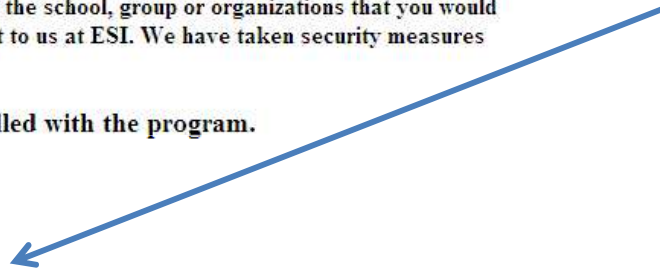 the school, group or organizations that you would
to us at ESI. We have taken security measures
lled with the program.